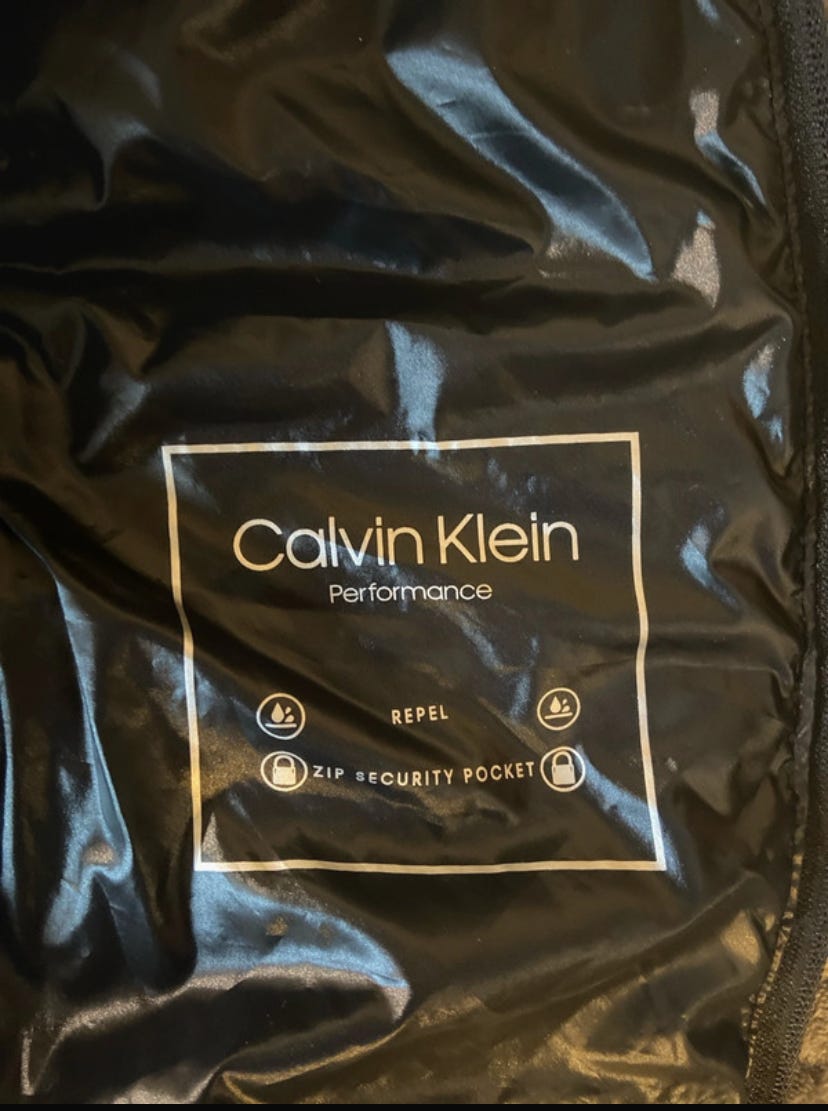 Calvin Klein
Performance
REPEL
ZIP SECURITY POCKET